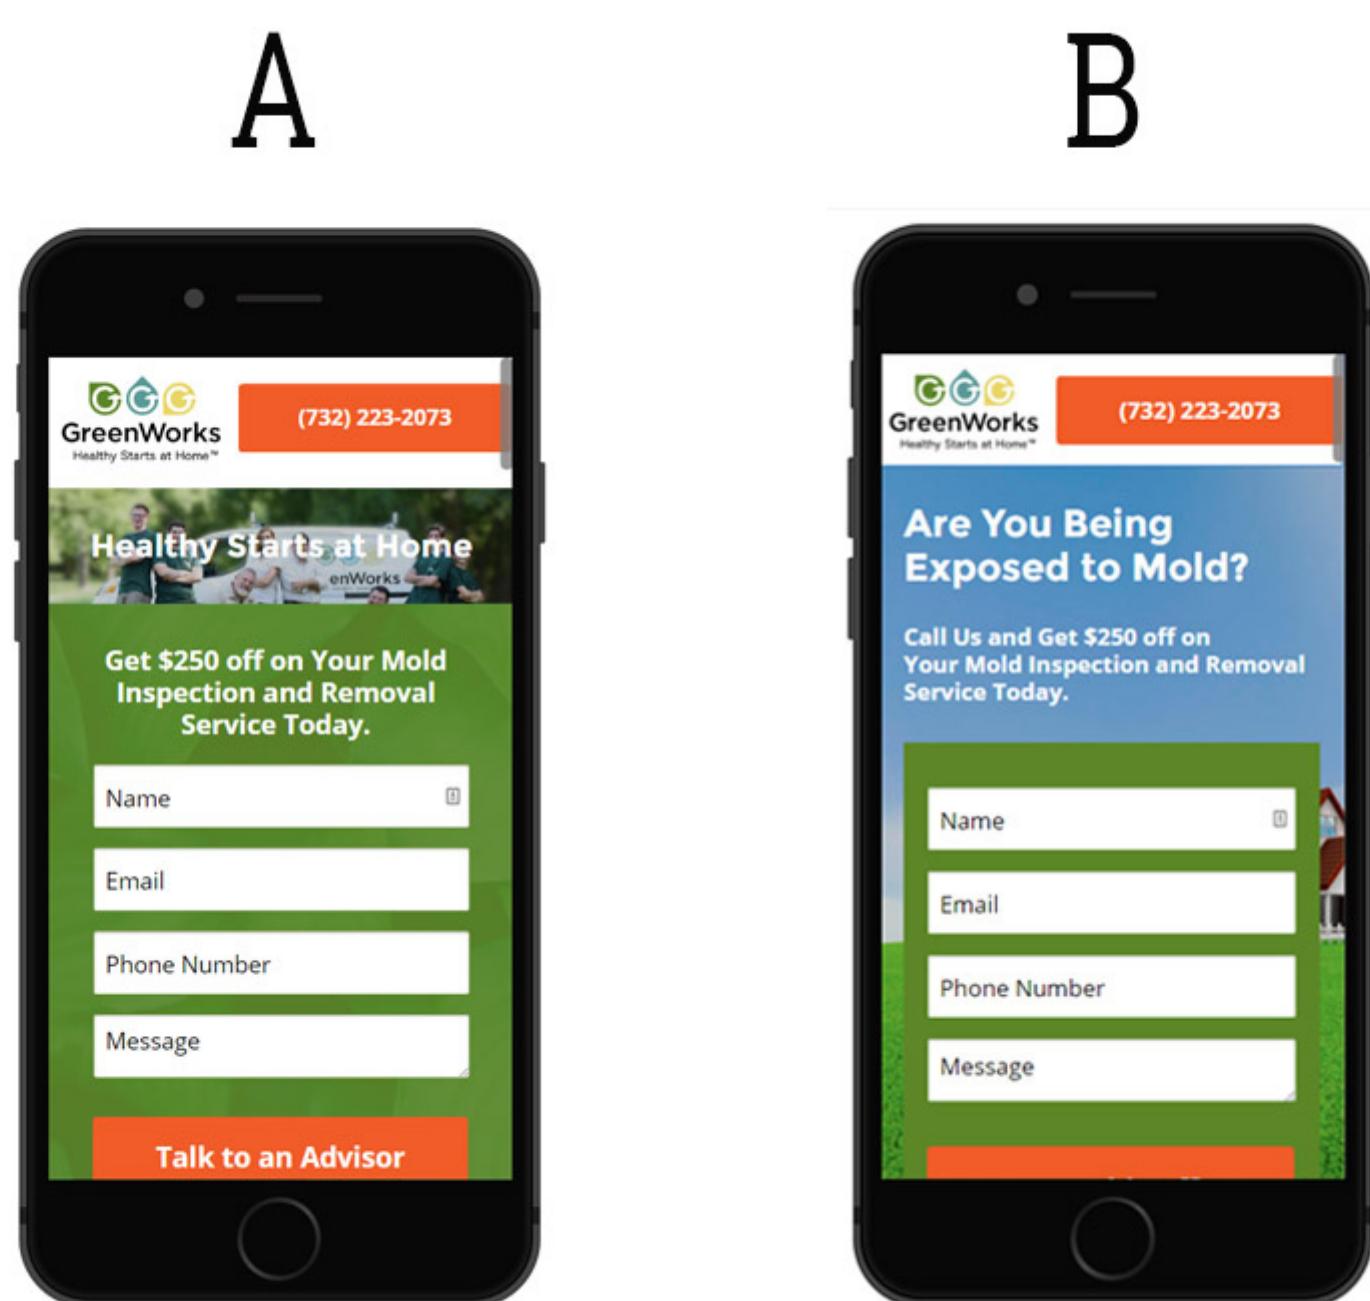 A
B
GreenWorks
Healthy Starts at Home™
(732) 223-2073
Healthy Starts at Home
enWorks
Get $250 off on Your Mold
Inspection and Removal
Service Today.
Name
Email
Phone Number
Message
Talk to an Advisor
GreenWorks
Healthy Starts at Home™
(732) 223-2073
Are You Being
Exposed to Mold?
Call Us and Get $250 off on
Your Mold Inspection and Removal
Service Today.
Name
Email
Phone Number
Message